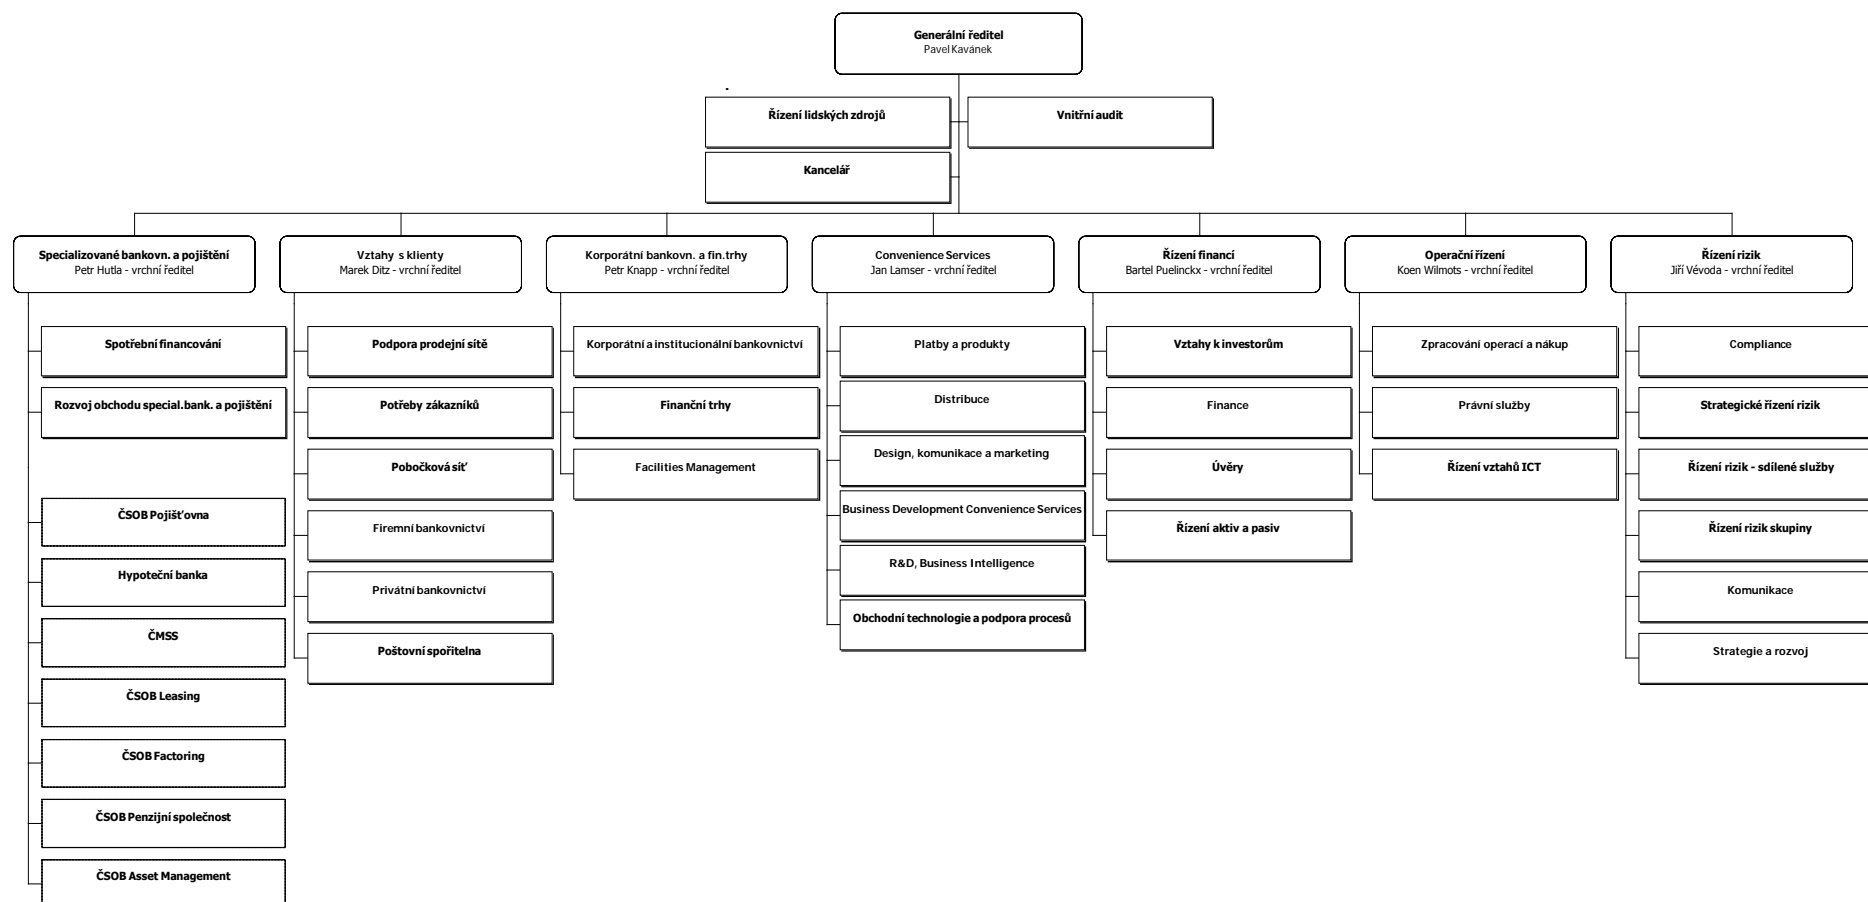 Generální ředitel
Pavel Kavánek
Řízení lidských zdrojů
Vnitřní audit
Kancelář
Specializované bankovn. a pojištění
Petr Hutla - vrchní ředitel
Vztahy s klienty
Marek Ditz - vrchní ředitel
Korporátní bankovn. a fin.trhy
Petr Knapp - vrchní ředitel
Convenience Services
Jan Lamser - vrchní ředitel
Řízení financí
Bartel Puelinckx - vrchní ředitel
Operační řízení
Koen Wilmots - vrchní ředitel
Řízení rizik
Jiří Vévoda - vrchní ředitel
Spotřební financování
Rozvoj obchodu special.bank. a pojištění
ČSOB Pojišťovna
Hypoteční banka
ČMSS
ČSOB Leasing
ČSOB Factoring
ČSOB Penzijní společnost
ČSOB Asset Management
Podpora prodejní sítě
Potřeby zákazníků
Pobočková síť
Firemní bankovnictví
Privátní bankovnictví
Poštovní spořitelna
Korporátní a institucionální bankovnictví
Finanční trhy
Facilities Management
Platby a produkty
Distribuce
Design, komunikace a marketing
Business Development Convenience Services
R&D, Business Intelligence
Obchodní technologie a podpora procesů
Vztahy k investorům
Finance
Úvěry
Řízení aktiv a pasiv
Zpracování operací a nákup
Právní služby
Řízení vztahů ICT
Compliance
Strategické řízení rizik
Řízení rizik - sdílené služby
Řízení rizik skupiny
Komunikace
Strategie a rozvoj